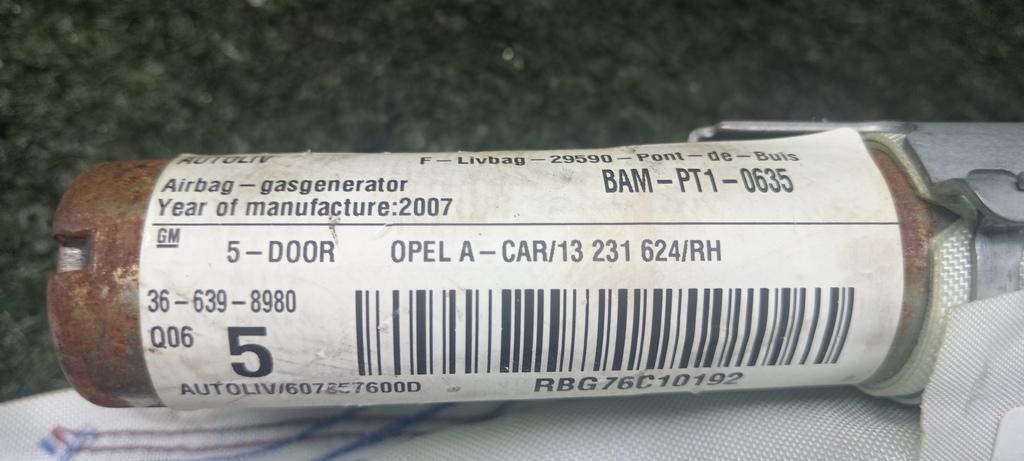 AUTOLIV F-Livbag-29590-Pont-de-Buis
Airbag-gasgenerator BAM-PT1-0635
Year of manufacture:2007
GM
5-DOOR OPEL A-CAR/13 231 624/RH
36-639-8980
Q06 5
RBG76C10192